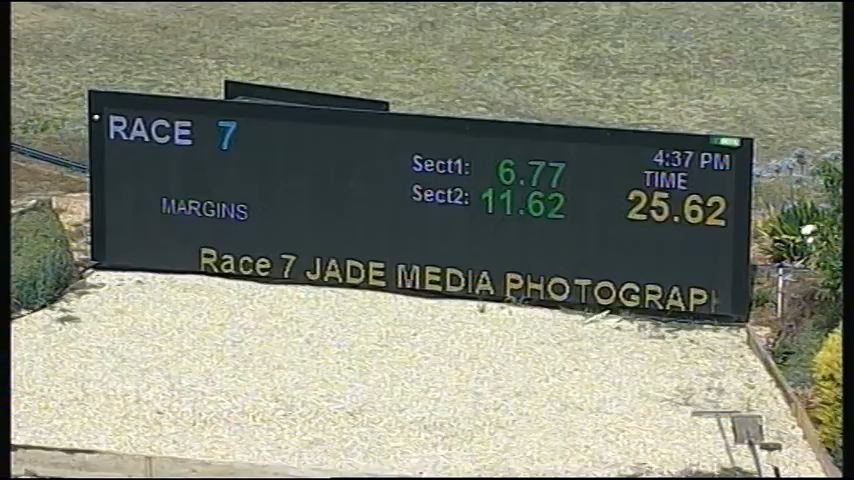 RACE 7
4:37 PM
Sect1: 6.77
TIME
Sect2: 11.62
25.62
MARGINS
Race 7 JADE MEDIA PHOTOGRAPH